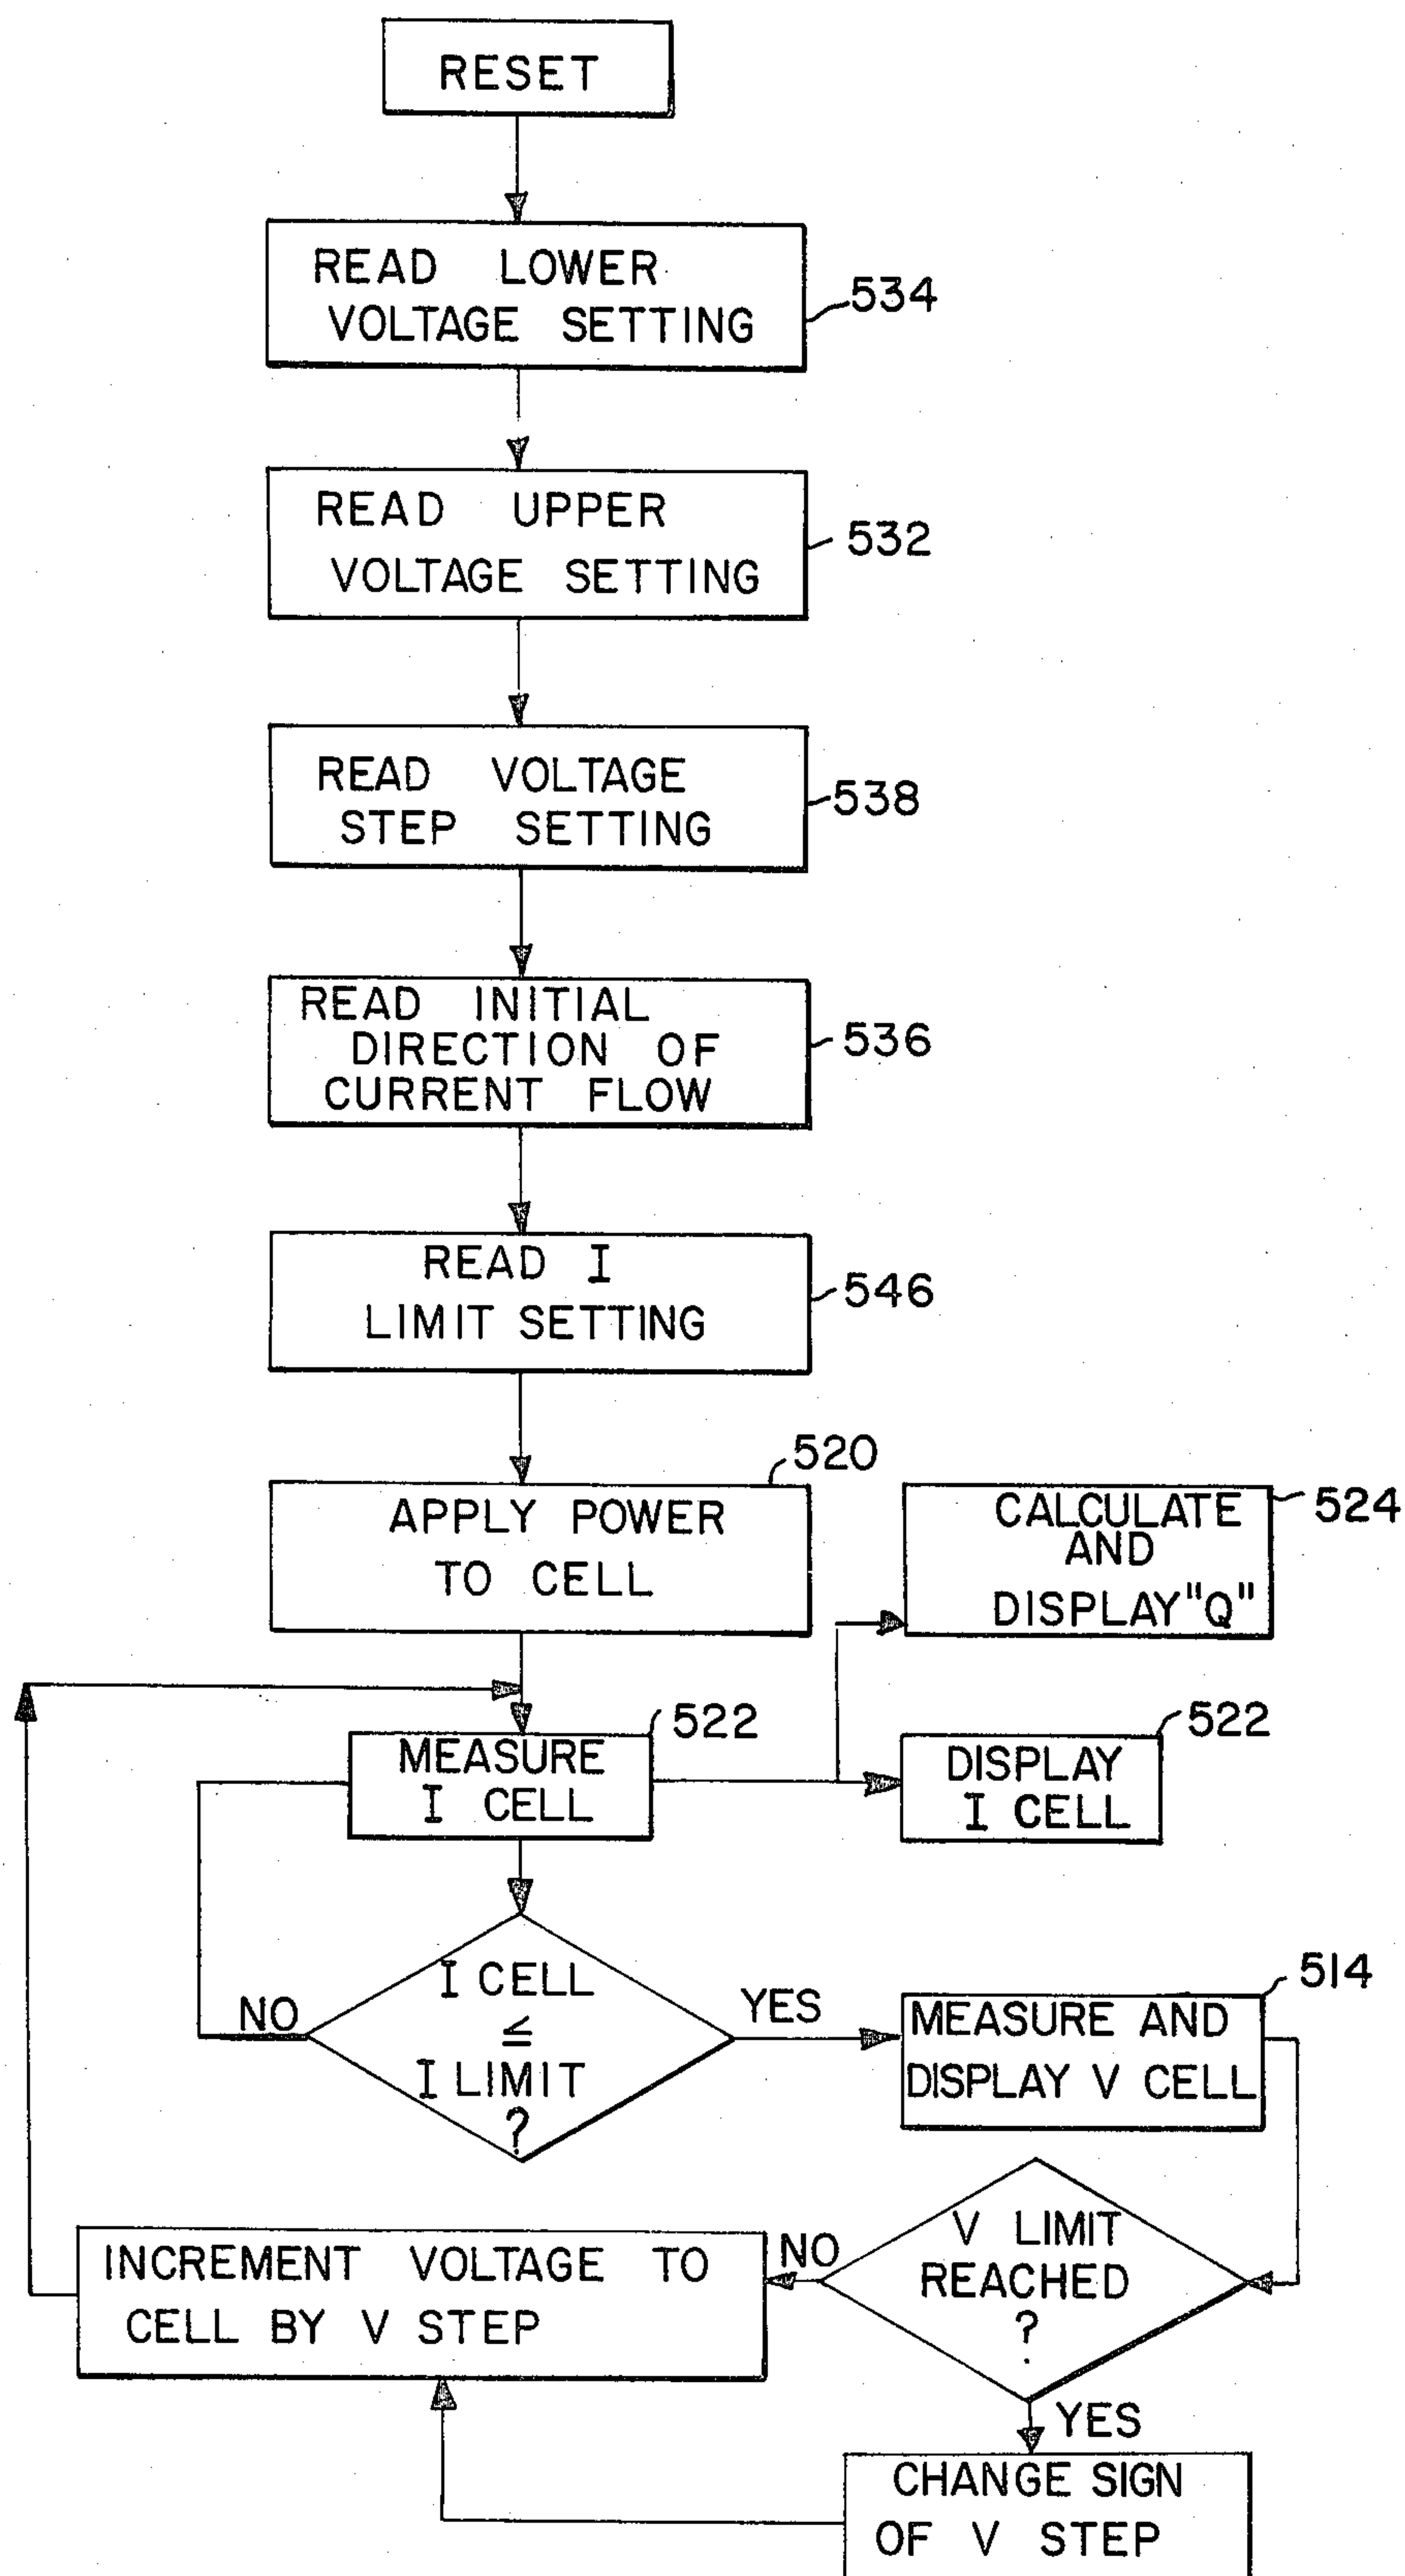 RESET
READ LOWER
VOLTAGE SETTING
534
READ UPPER
VOLTAGE SETTING
532
READ VOLTAGE
STEP SETTING
538
READ INITIAL
DIRECTION OF
CURRENT FLOW
536
READ I
LIMIT SETTING
546
520
APPLY POWER
TO CELL
CALCULATE
AND
DISPLAY "Q"
524
522
MEASURE
I CELL
522
DISPLAY
I CELL
I CELL
≤
I LIMIT
?
NO
YES
514
MEASURE AND
DISPLAY V CELL
V LIMIT
REACHED
?
NO
INCREMENT VOLTAGE TO
CELL BY V STEP
YES
CHANGE SIGN
OF V STEP